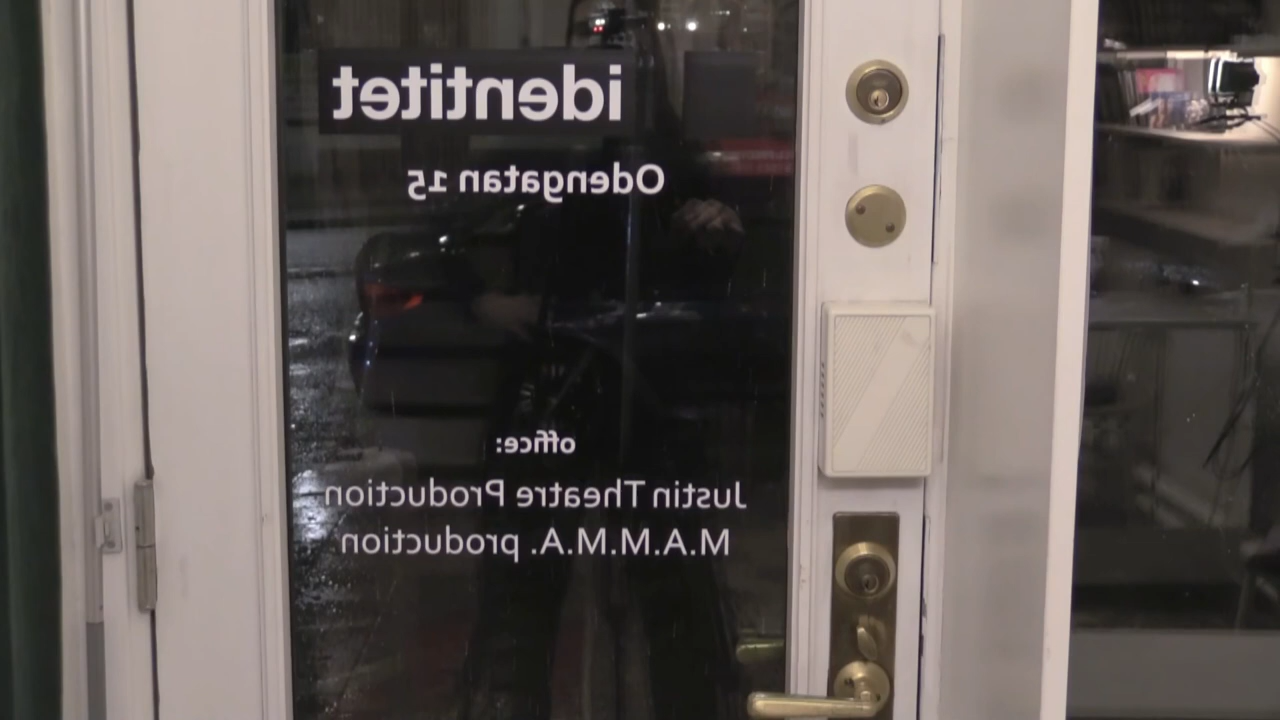 identitet
Odengatan 15
office:
Justin Theatre Production
M.A.M.M.A. production